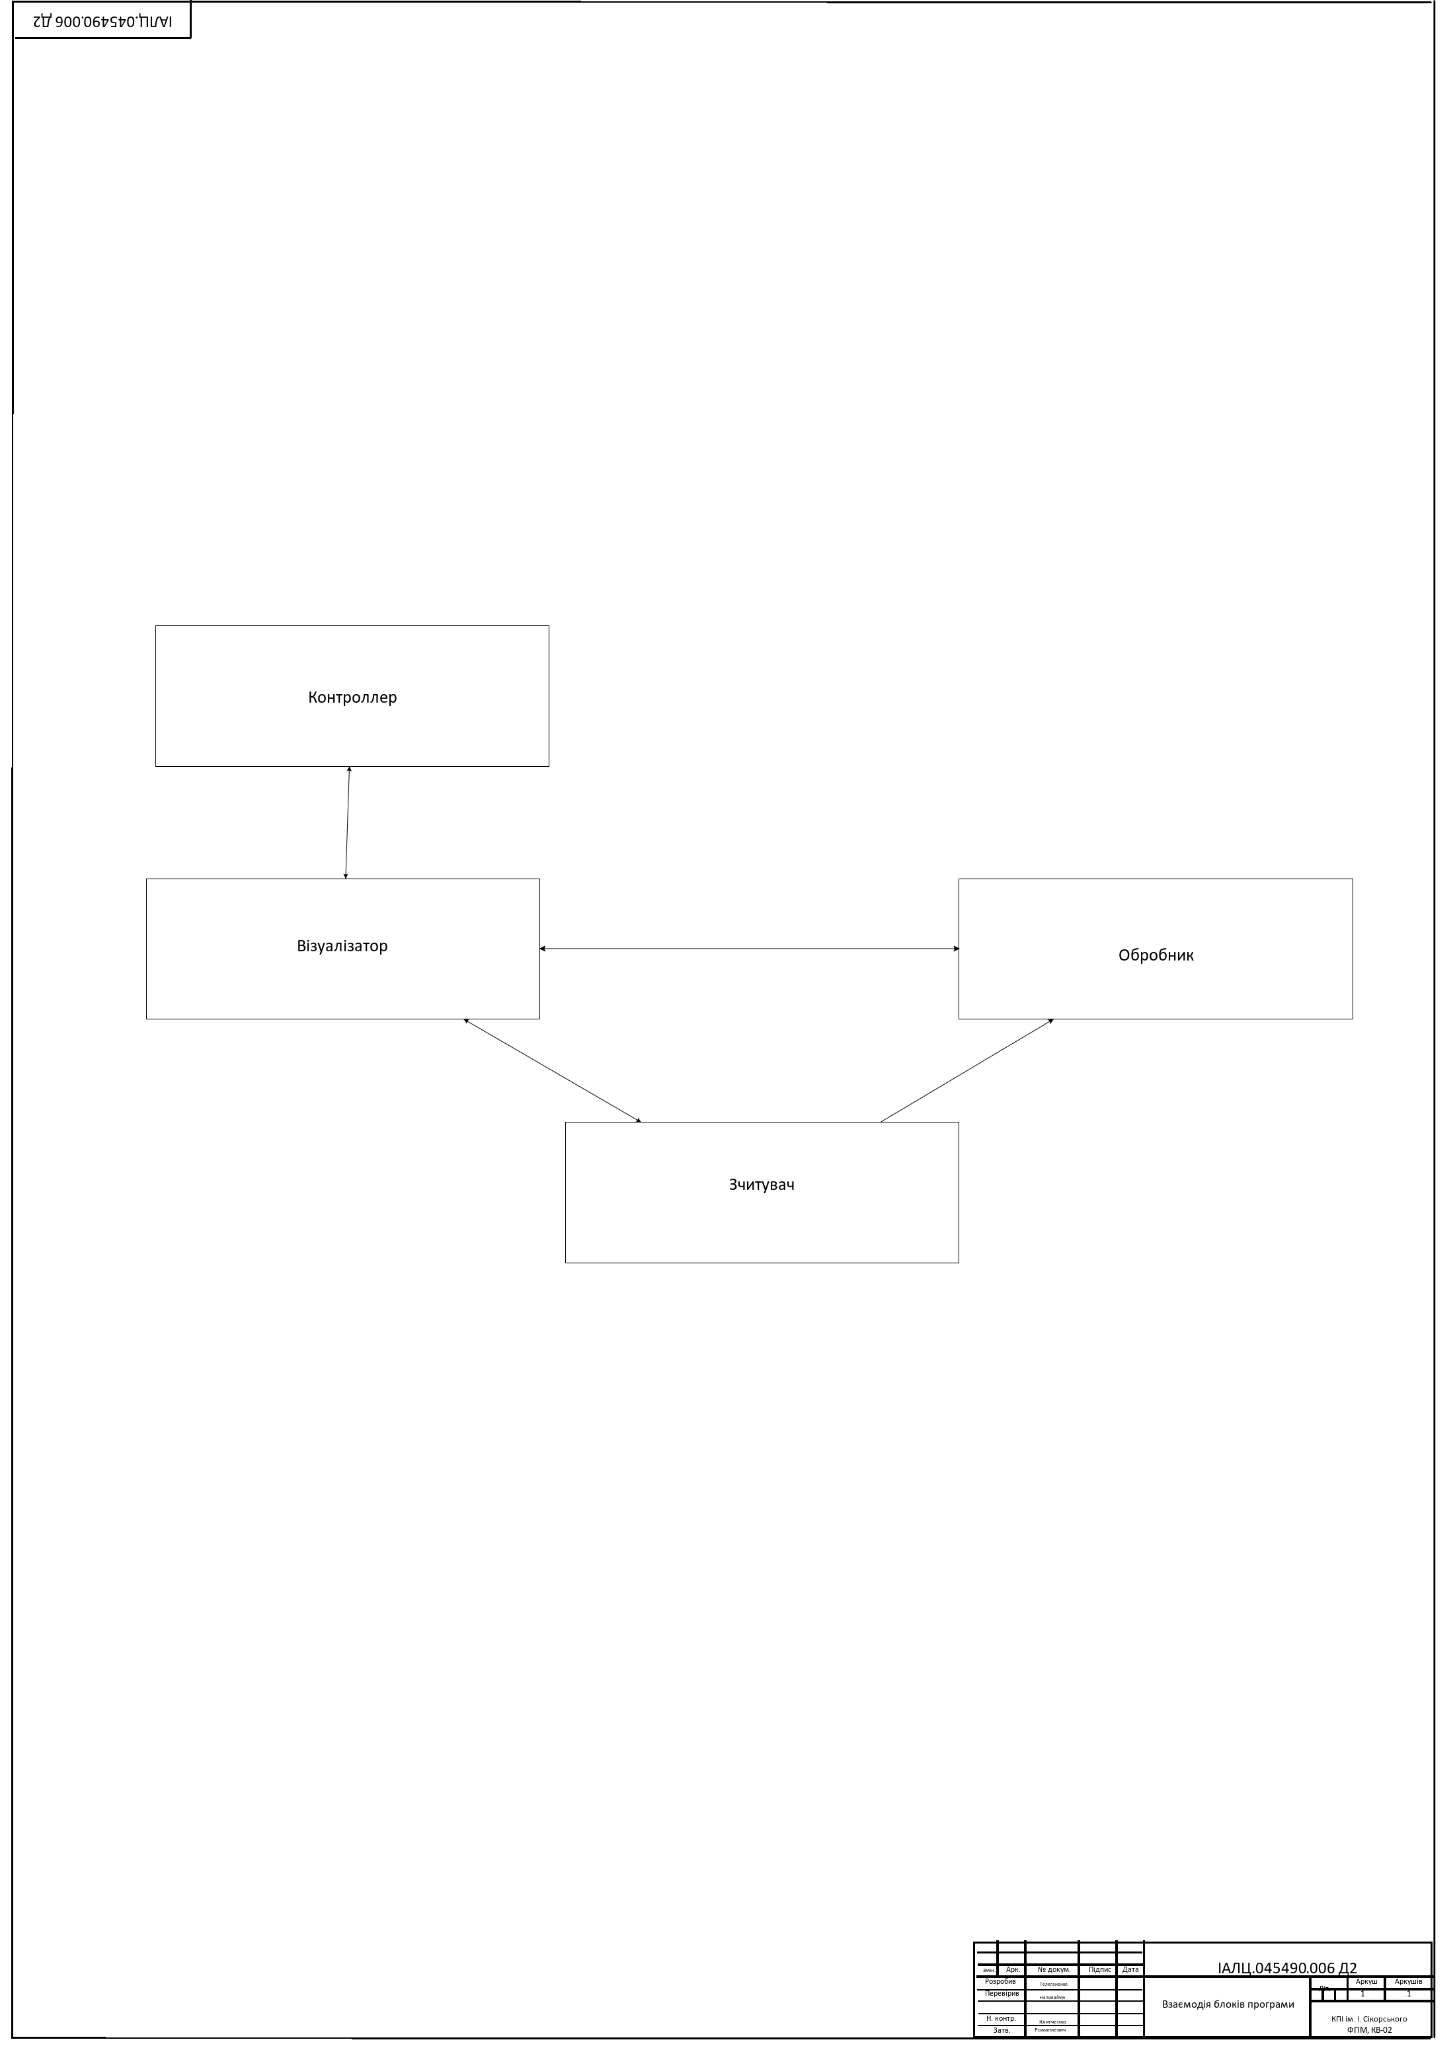 ІАЛЦ.045490.006 Д2
Контроллер
Візуалізатор
Обробник
Зчитувач
Арк. № докум. Підпис Дата
ІАЛЦ.045490.006 Д2
Розробив
Перевірив
Н. контр.
Затв. Романкевич
Взаємодія блоків програми
Аркуш Аркушів
1 1
КПІ ім. І. Сікорського
ФПМ, КВ-02